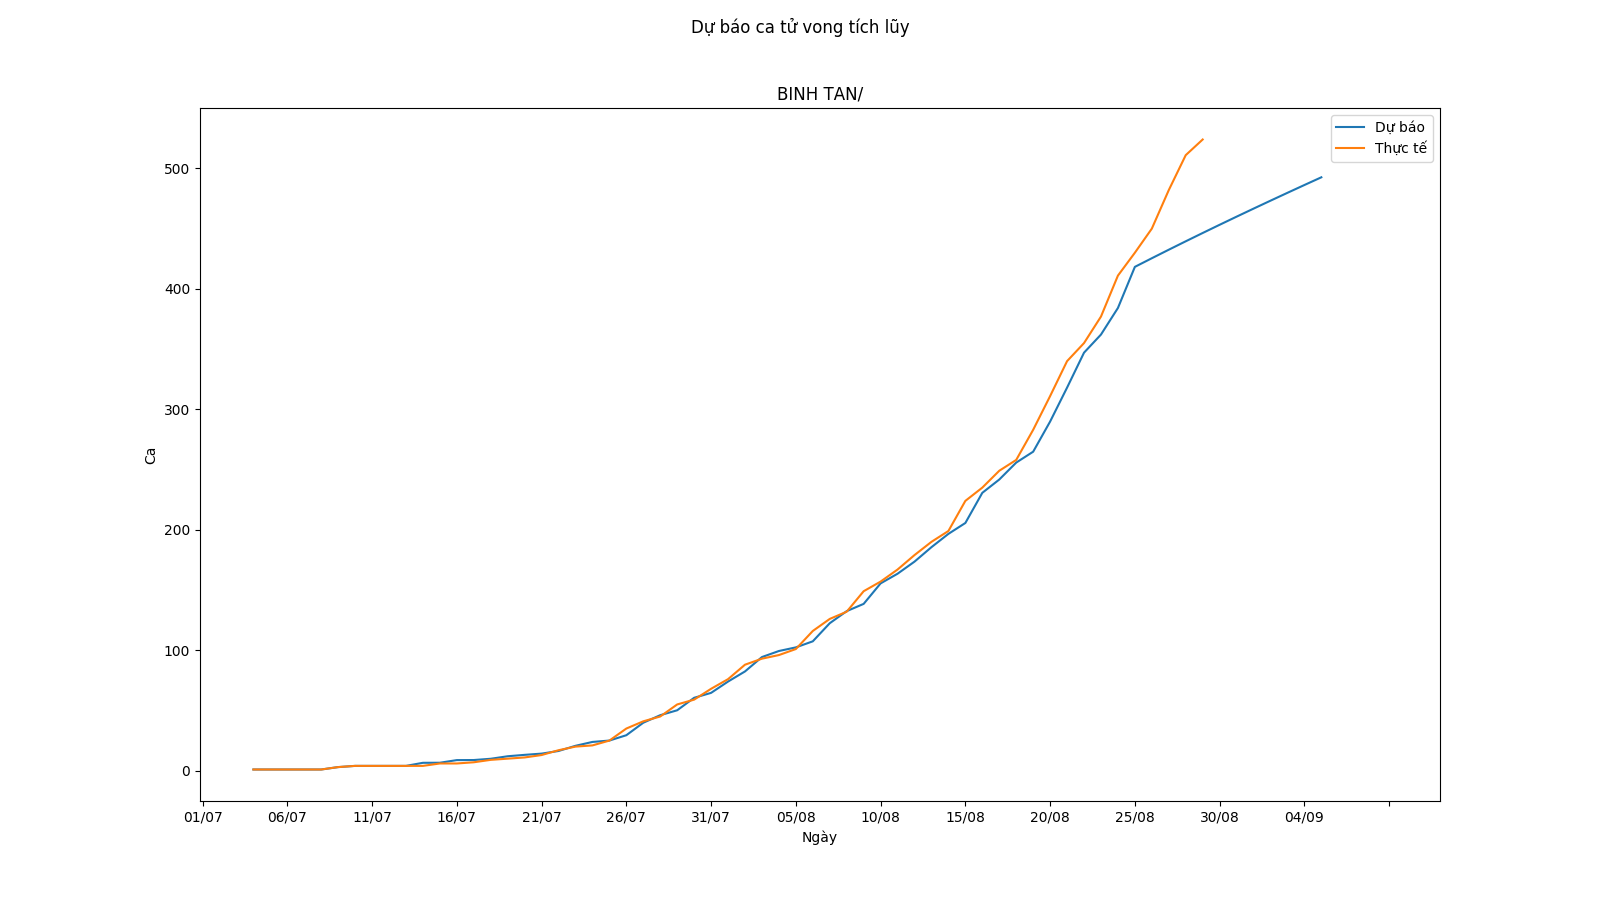 Dự báo ca tử vong tích lũy
BINH TAN/
Dự báo
Thực tế
500
400
300
200
100
0
Ca
01/07 06/07 11/07 16/07 21/07 26/07 31/07 05/08 10/08 15/08 20/08 25/08 30/08 04/09
Ngày